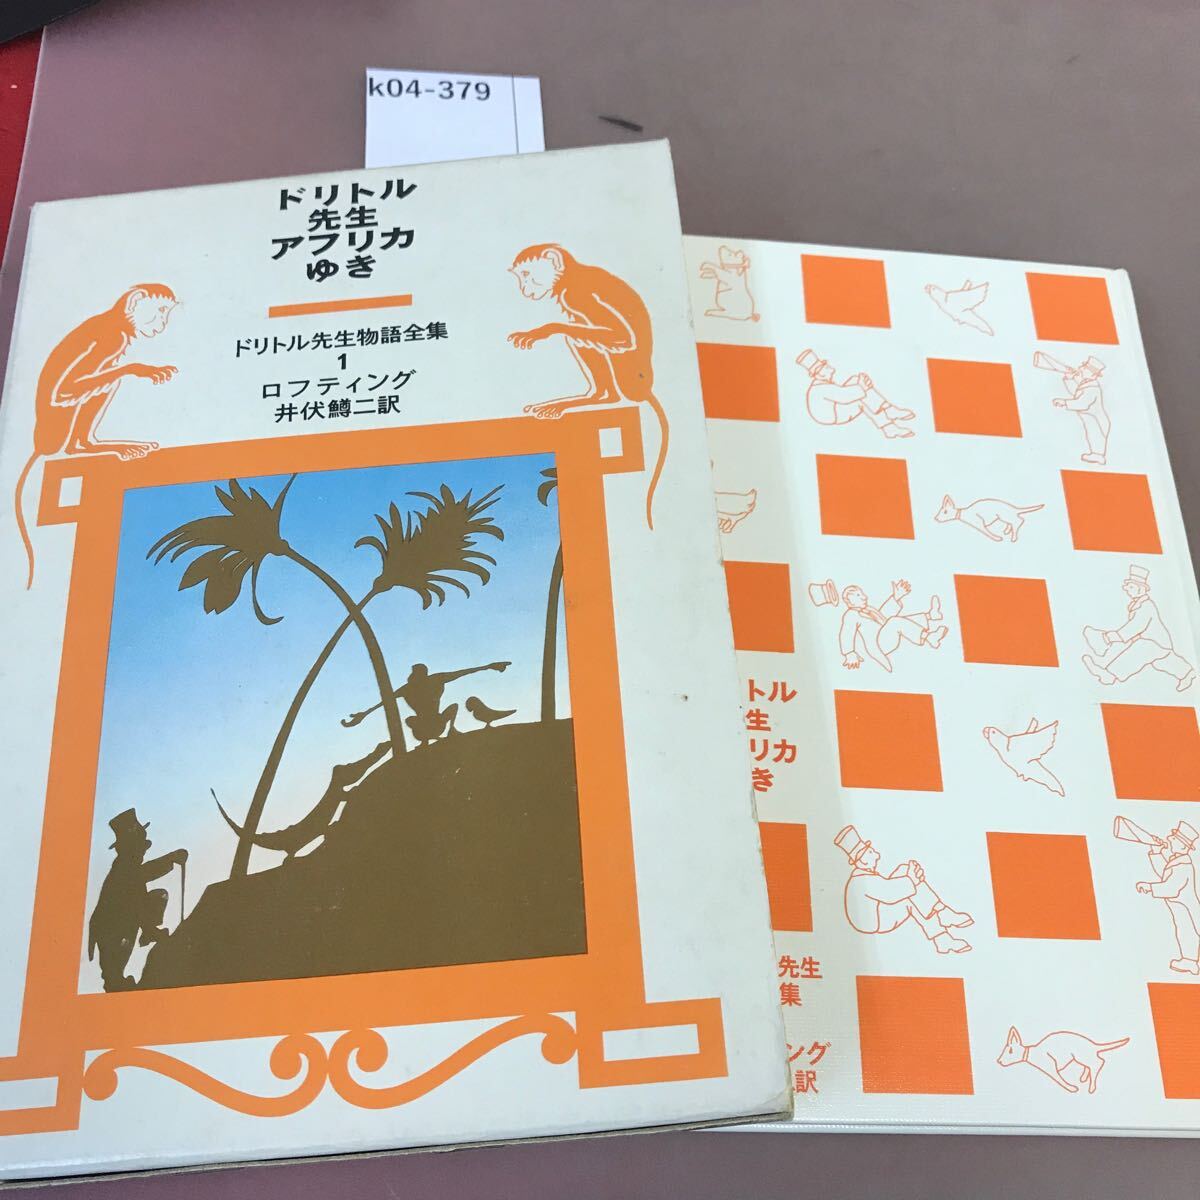 k04-379
ドリトル
先生
アフリカ
ゆき
ドリトル先生物語全集
1
ロフティング
井伏鱒二訳
トル
生
リカ
き
先生
集
ング
訳